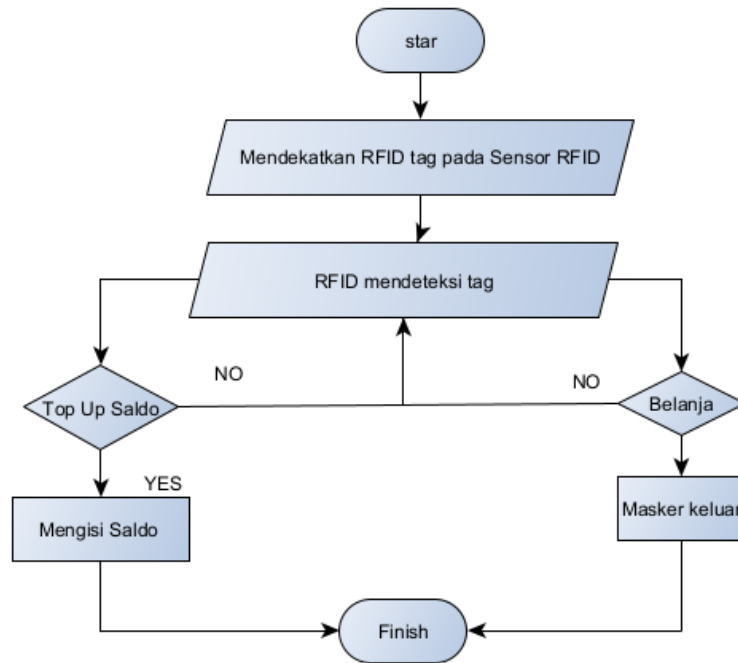 star
Mendekatkan RFID tag pada Sensor RFID
RFID mendeteksi tag
NO
NO
Top Up Saldo
Belanja
YES
Mengisi Saldo
Masker keluar
Finish